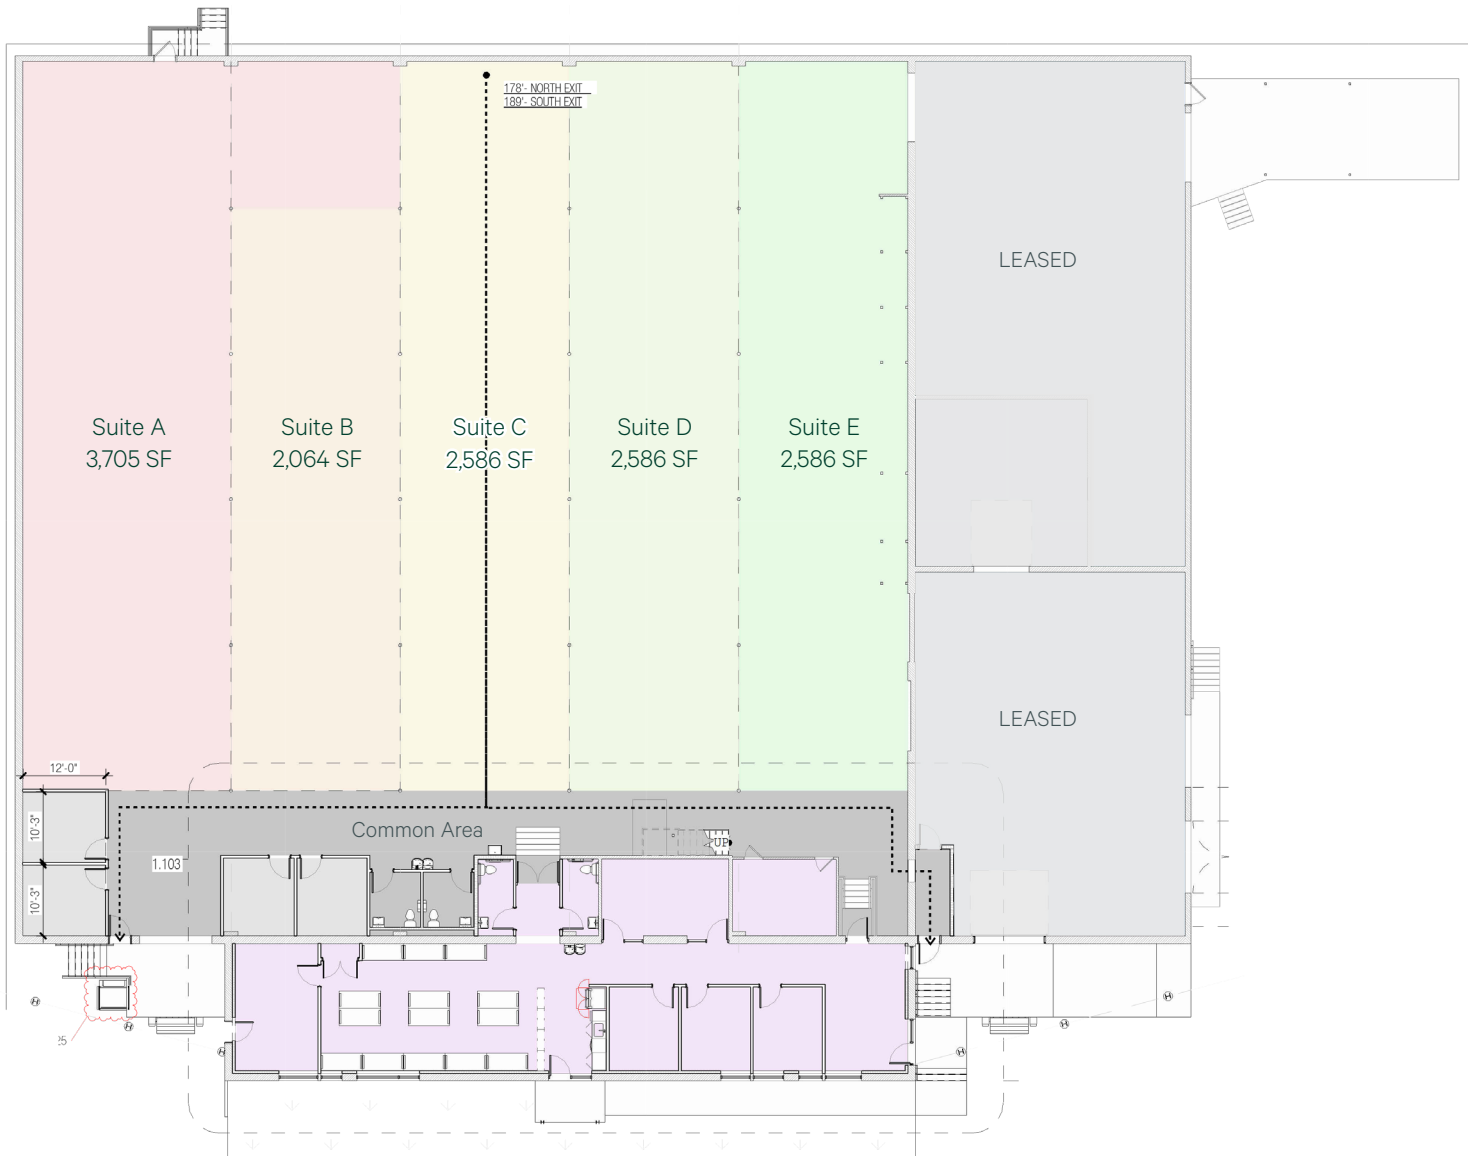 178'- NORTH EXIT
189'- SOUTH EXIT
LEASED
Suite A
3,705 SF
Suite B
2,064 SF
Suite C
2,586 SF
Suite D
2,586 SF
Suite E
2,586 SF
LEASED
12'-0"
10'-3"
Common Area
UP
1.103
10'-3"